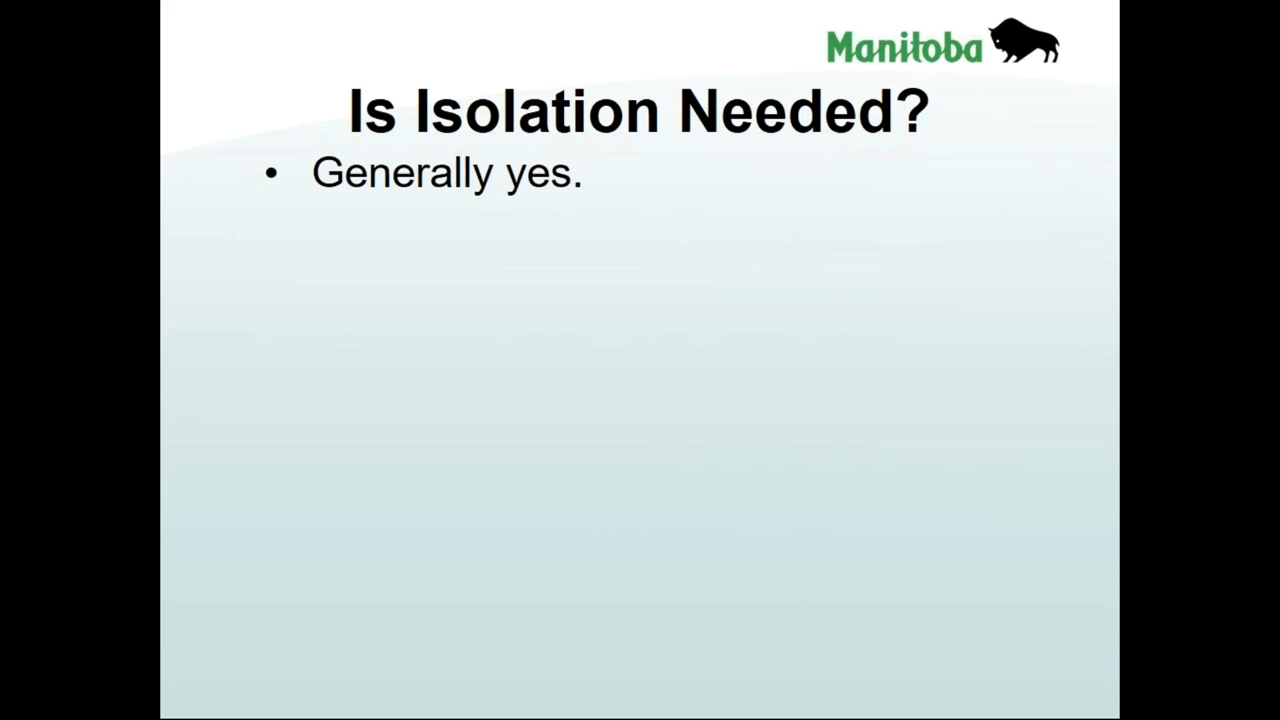 Manitoba
Is Isolation Needed?
• Generally yes.